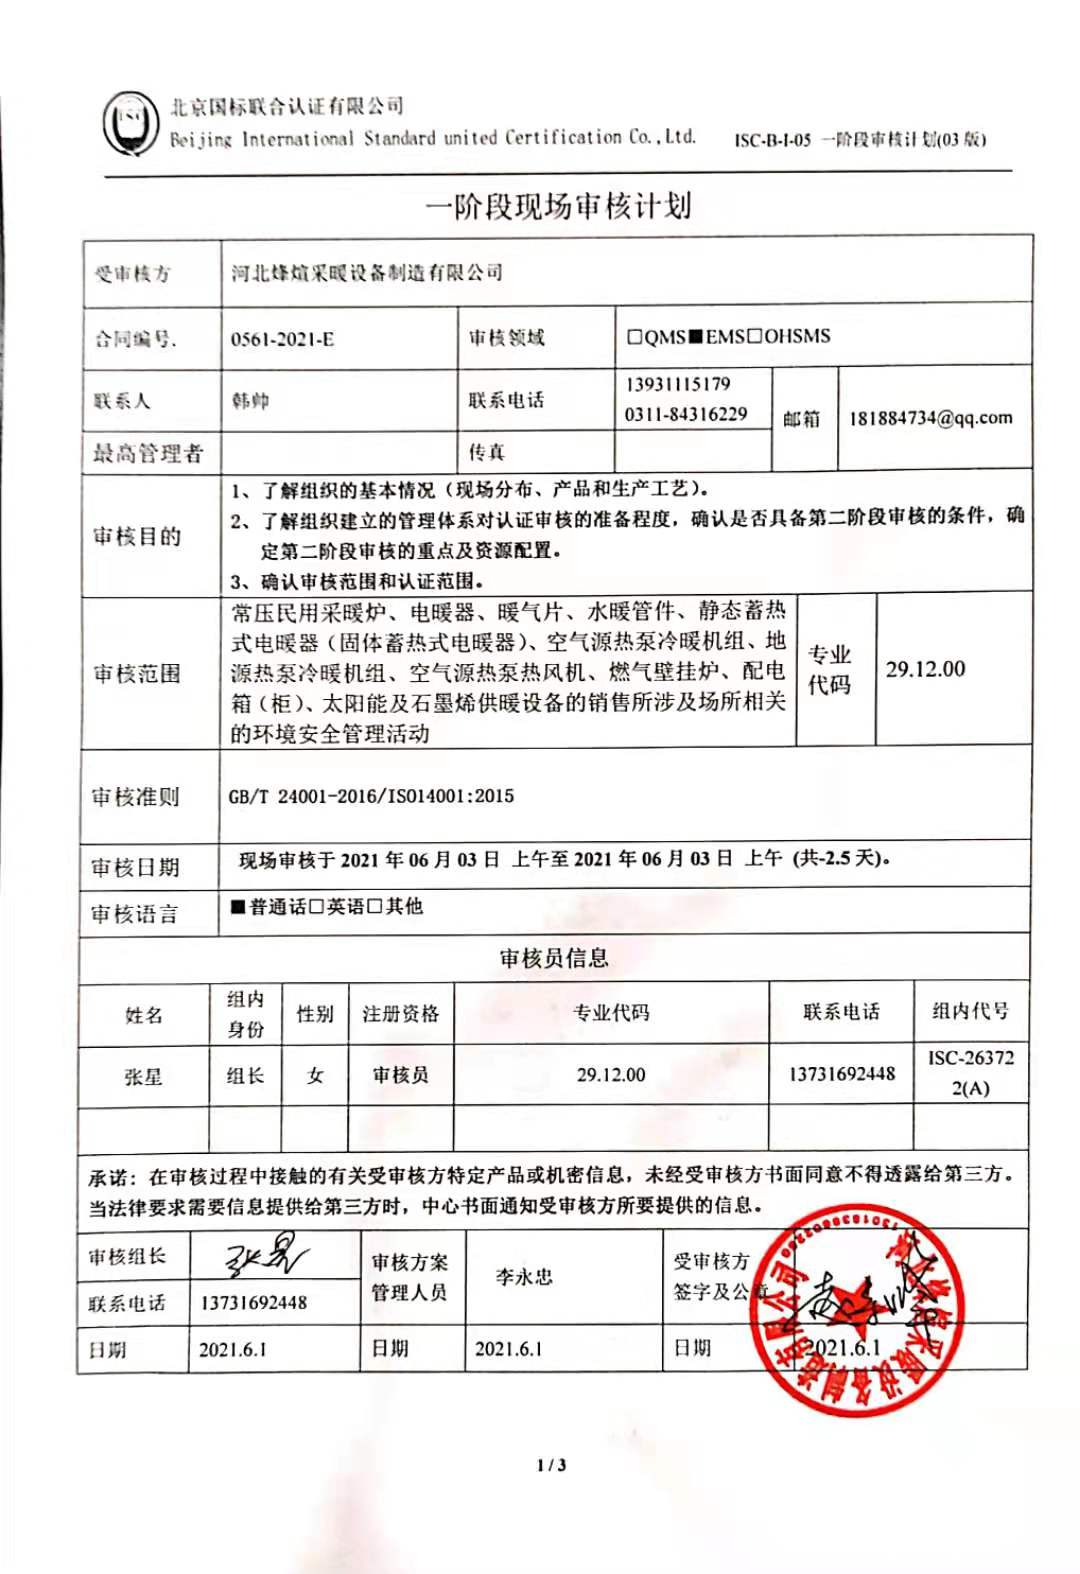 ISC
北京国标联合认证有限公司
Beijing International Standard united Certification Co.,Ltd.
ISC-B-I-05 一阶段审核计划(03版)
一阶段现场审核计划
受审核方 河北烽煊采暖设备制造有限公司
合同编号. 0561-2021-E 审核领域 □QMS■EMS□OHSMS
联系人 韩帅 联系电话 13931115179
0311-84316229 邮箱 181884734@qq.com
最高管理者 传真
审核目的
1、了解组织的基本情况（现场分布、产品和生产工艺）。
2、了解组织建立的管理体系对认证审核的准备程度，确认是否具备第二阶段审核的条件，确
定第二阶段审核的重点及资源配置。
3、确认审核范围和认证范围。
审核范围
常压民用采暖炉、电暖器、暖气片、水暖管件、静态蓄热
式电暖器（固体蓄热式电暖器）、空气源热泵冷暖机组、地
源热泵冷暖机组、空气源热泵热风机、燃气壁挂炉、配电
箱（柜）、太阳能及石墨烯供暖设备的销售所涉及场所相关
的环境安全管理活动
专业
代码
29.12.00
审核准则 GB/T 24001-2016/ISO14001:2015
审核日期 现场审核于 2021 年 06 月 03 日 上午至 2021 年 06 月 03 日 上午 (共-2.5 天)。
审核语言 ■普通话□英语□其他
审核员信息
姓名 组内
身份 性别 注册资格 专业代码 联系电话 组内代号
张星 组长 女 审核员 29.12.00 13731692448 ISC-26372
2(A)
承诺：在审核过程中接触的有关受审核方特定产品或机密信息，未经受审核方书面同意不得透露给第三方。
当法律要求需要信息提供给第三方时，中心书面通知受审核方所要提供的信息。
审核组长 张星 审核方案
管理人员 李永忠 受审核方
签字及公章
联系电话 13731692448
日期 2021.6.1 日期 2021.6.1 日期 2021.6.1
1 / 3